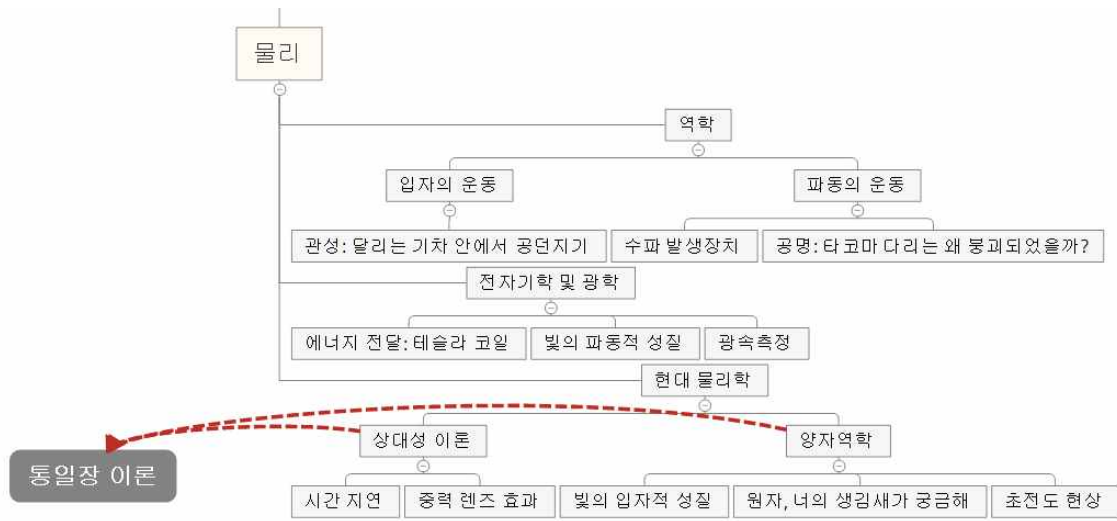 물리
역학
입자의 운동
파동의 운동
관성: 달리는 기차 안에서 공던지기
수파 발생장치
공명: 타코마 다리는 왜 붕괴되었을까?
전자기학 및 광학
에너지 전달: 테슬라 코일
빛의 파동적 성질
광속측정
현대 물리학
상대성 이론
양자역학
통일장 이론
시간 지연
중력 렌즈 효과
빛의 입자적 성질
원자, 너의 생김새가 궁금해
초전도 현상